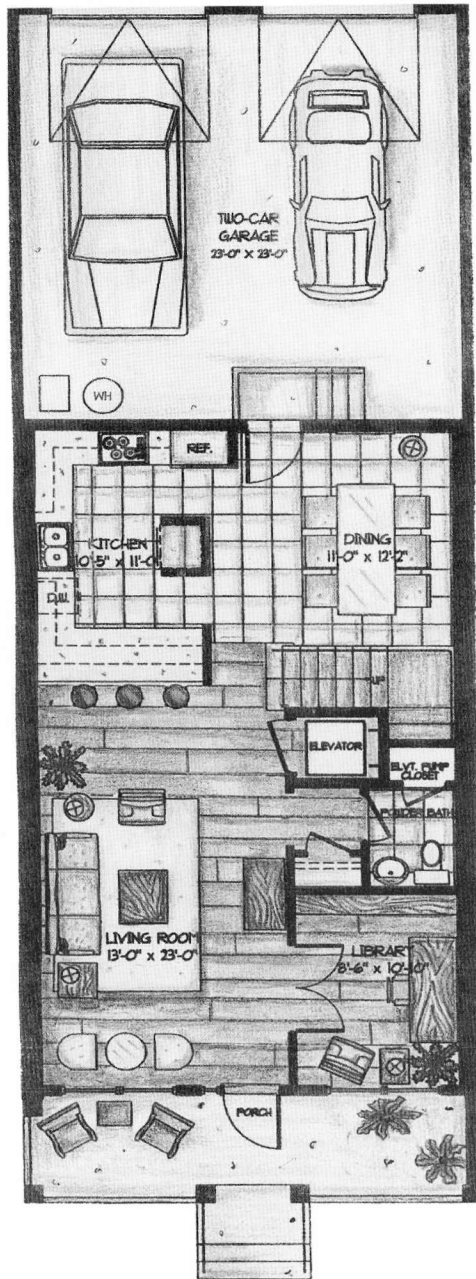 TWO-CAR
GARAGE
23'-0" X 23'-0"
WH
REF.
KITCHEN
10'-5" x 11'-0"
DINING
11'-0" x 12'-2"
D.W.
UP
ELEVATOR
ELVT. PUMP
CLOSET
POWDER BATH
LIVING ROOM
13'-0" x 23'-0"
LIBRARY
8'-6" x 10'-10"
PORCH